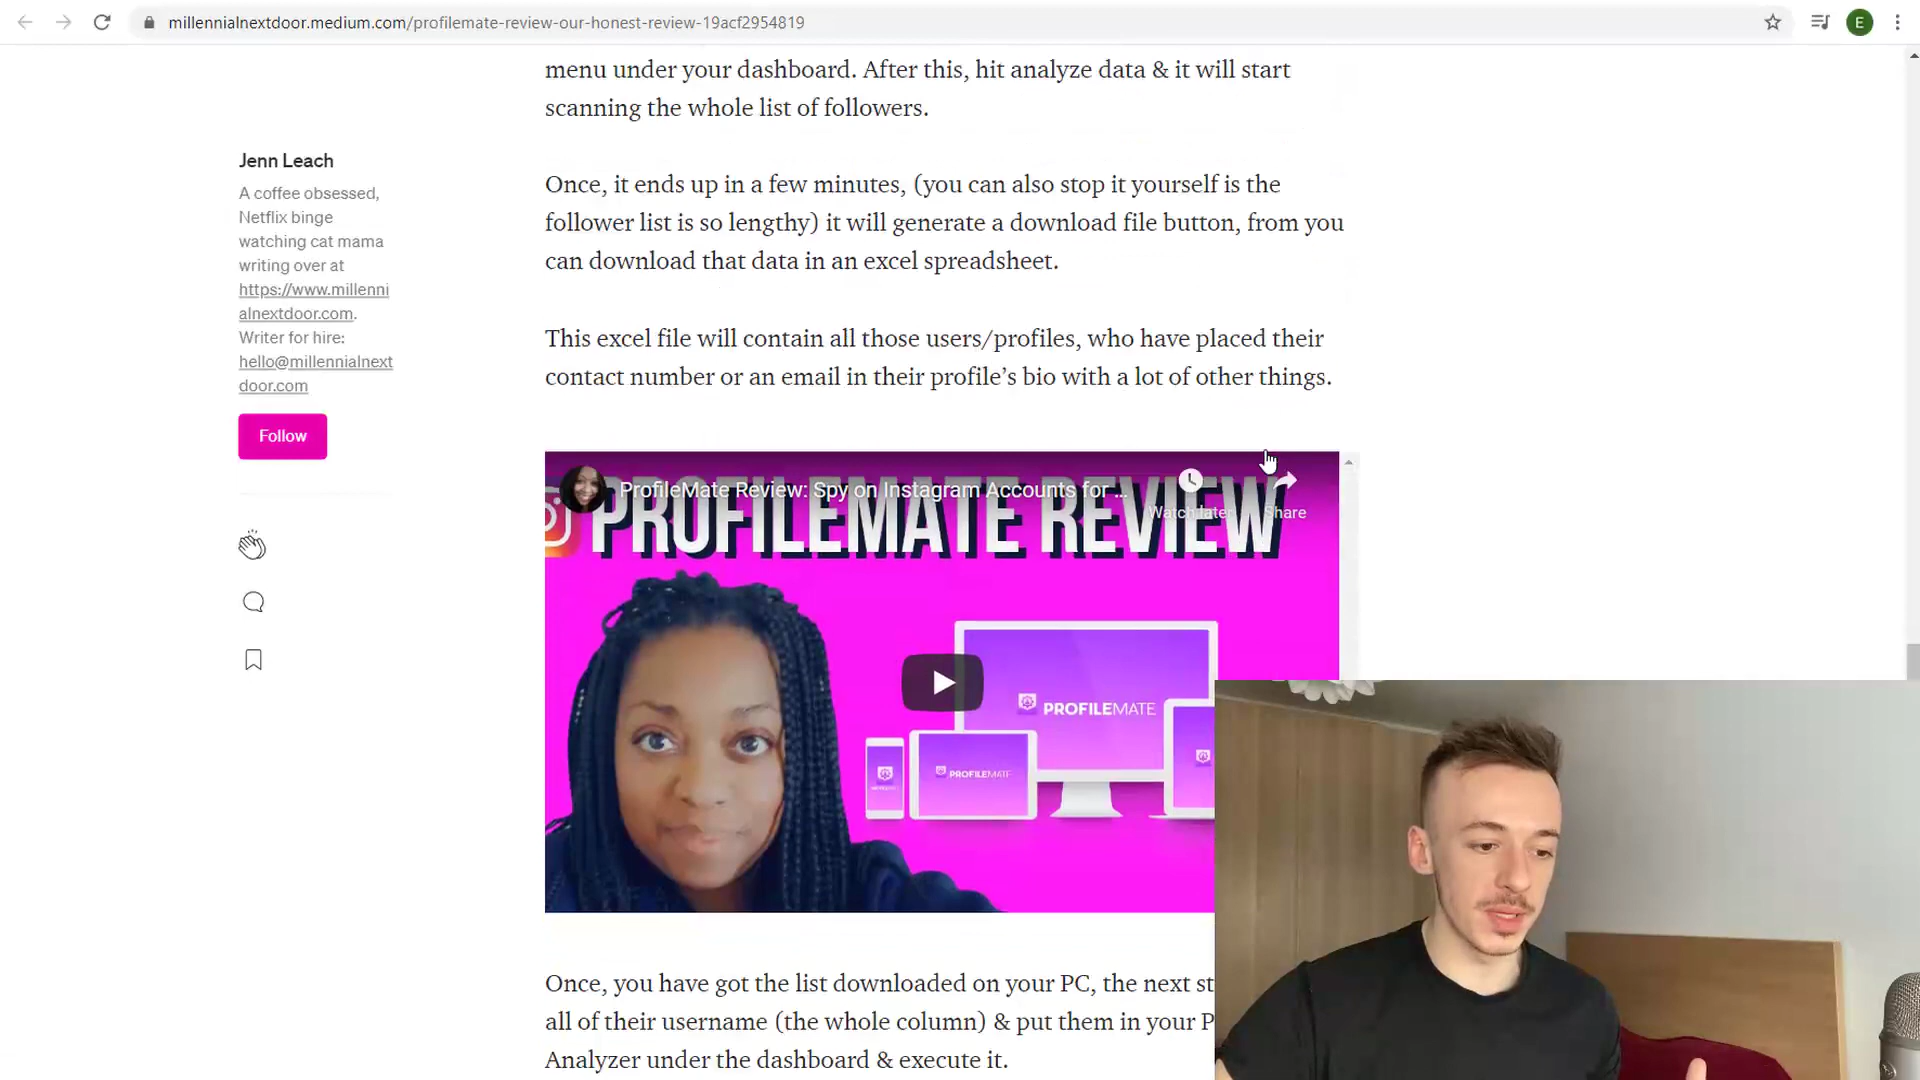 millennialnextdoor.medium.com/profilemate-review-our-honest-review-19acf2954819
E
menu under your dashboard. After this, hit analyze data & it will start
scanning the whole list of followers.
Jenn Leach
A coffee obsessed,
Netflix binge
watching cat mama
writing over at
https://www.millenni
alnextdoor.com.
Writer for hire:
hello@millennialnext
door.com
Follow
Once, it ends up in a few minutes, (you can also stop it yourself is the
follower list is so lengthy) it will generate a download file button, from you
can download that data in an excel spreadsheet.
This excel file will contain all those users/profiles, who have placed their
contact number or an email in their profile’s bio with a lot of other things.
ProfileMate Review: Spy on Instagram Accounts for ...
Watch later
Share
PROFILEMATE REVIEW
PROFILEMATE
PROFILEMATE
Once, you have got the list downloaded on your PC, the next st
all of their username (the whole column) & put them in your P
Analyzer under the dashboard & execute it.